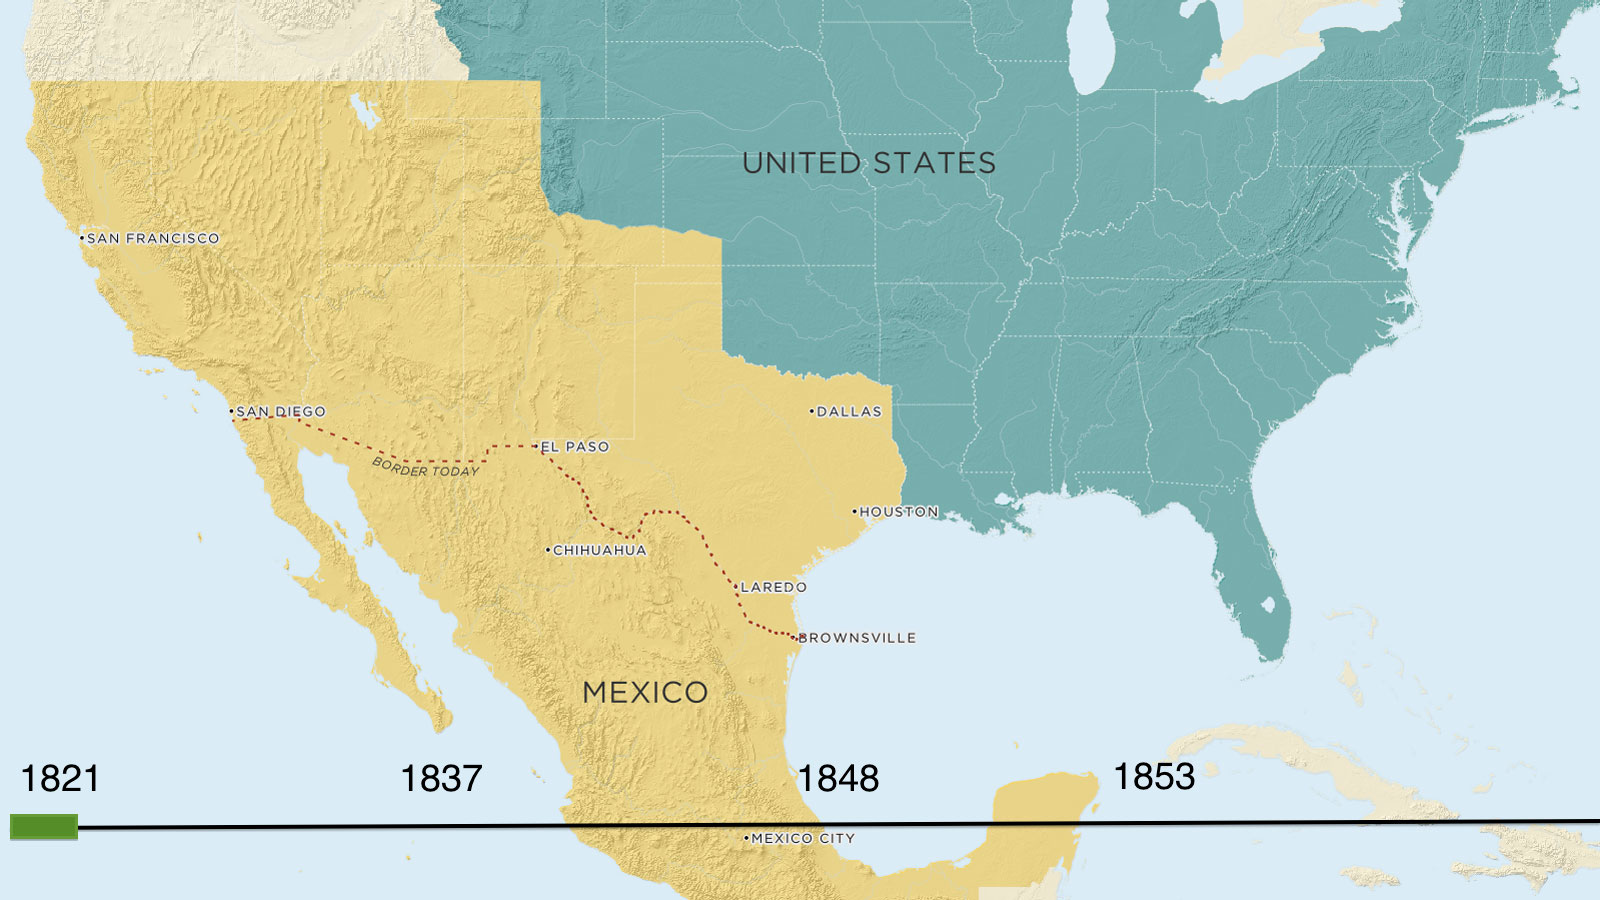 UNITED STATES
SAN FRANCISCO
SAN DIEGO
DALLAS
EL PASO
BORDER TODAY
HOUSTON
CHIHUAHUA
LAREDO
BROWNSVILLE
MEXICO
1821
1837
1848
1853
MEXICO CITY